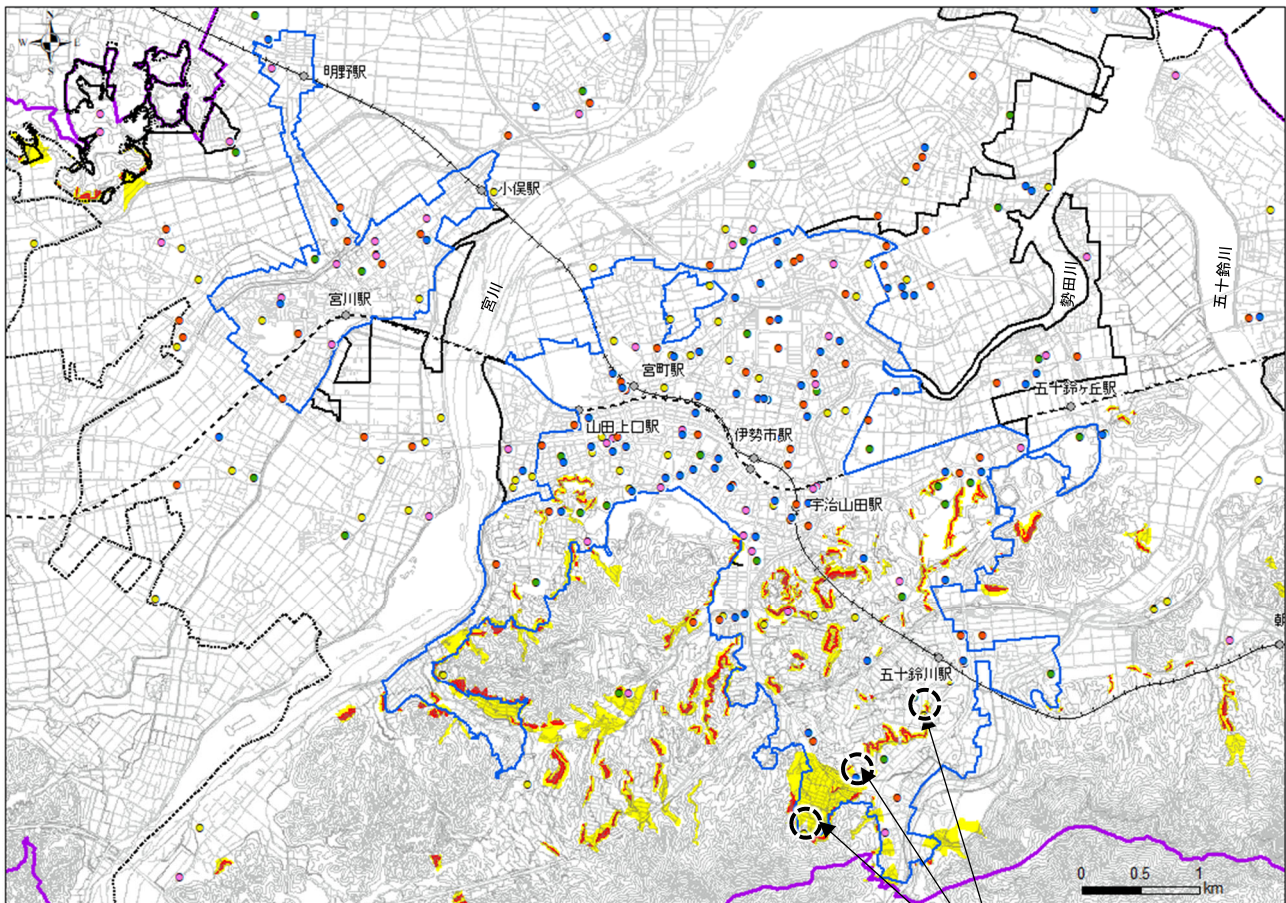 N
W
E
S
明野駅
小俣駅
宮川駅
宮川
勢田川
五十鈴川
宮町駅
五十鈴ヶ丘駅
山田上口駅
伊勢市駅
宇治山田駅
朝
五十鈴川駅
0 0.5 1
km